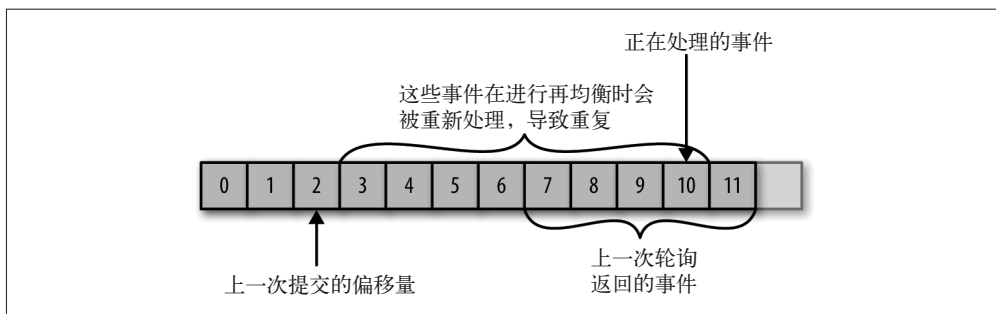 正在处理的事件
这些事件在进行再均衡时会
被重新处理，导致重复
0 1 2 3 4 5 6 7 8 9 10 11
上一次提交的偏移量
上一次轮询
返回的事件